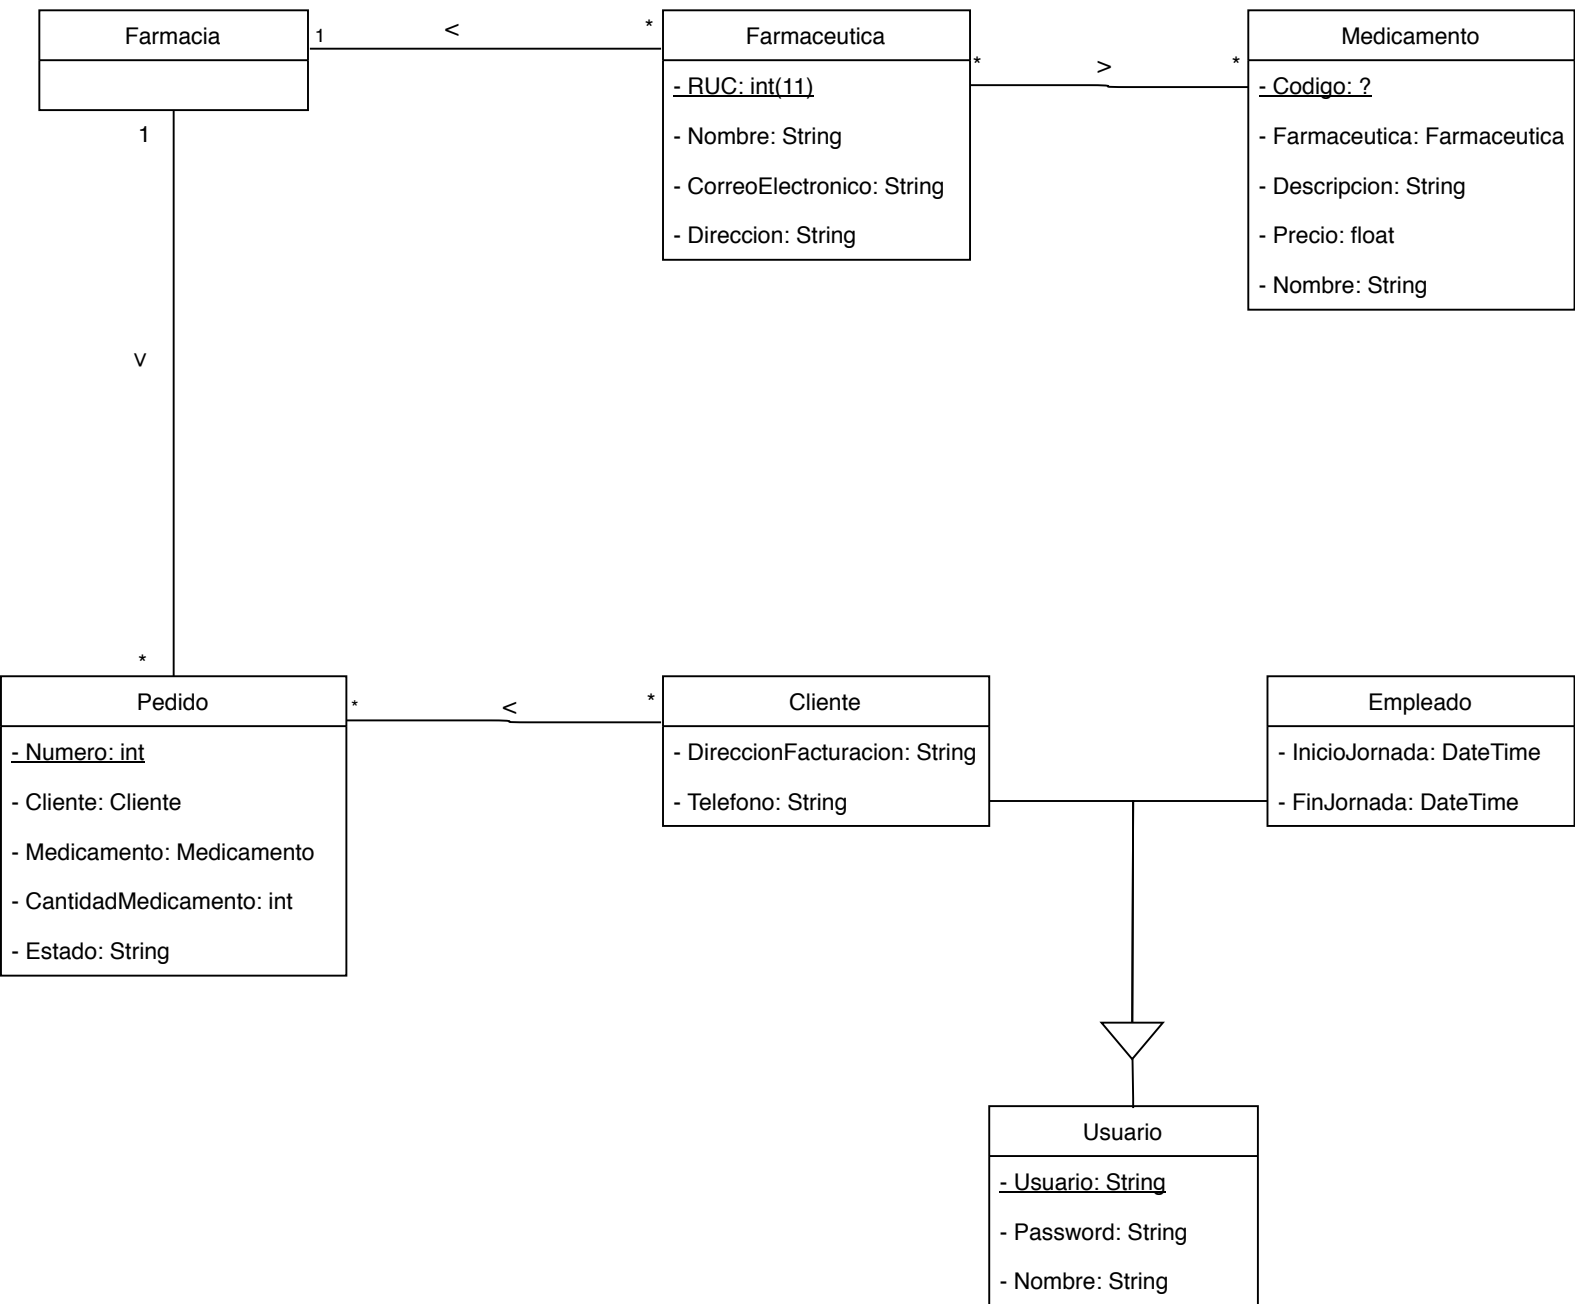 Farmacia
1
<
*
Farmaceutica
- RUC: int(11)
- Nombre: String
- CorreoElectronico: String
- Direccion: String
*
>
*
Medicamento
- Codigo: ?
- Farmaceutica: Farmaceutica
- Descripcion: String
- Precio: float
- Nombre: String
1
v
*
Pedido
- Numero: int
- Cliente: Cliente
- Medicamento: Medicamento
- CantidadMedicamento: int
- Estado: String
*
<
*
Cliente
- DireccionFacturacion: String
- Telefono: String
Empleado
- InicioJornada: DateTime
- FinJornada: DateTime
Usuario
- Usuario: String
- Password: String
- Nombre: String